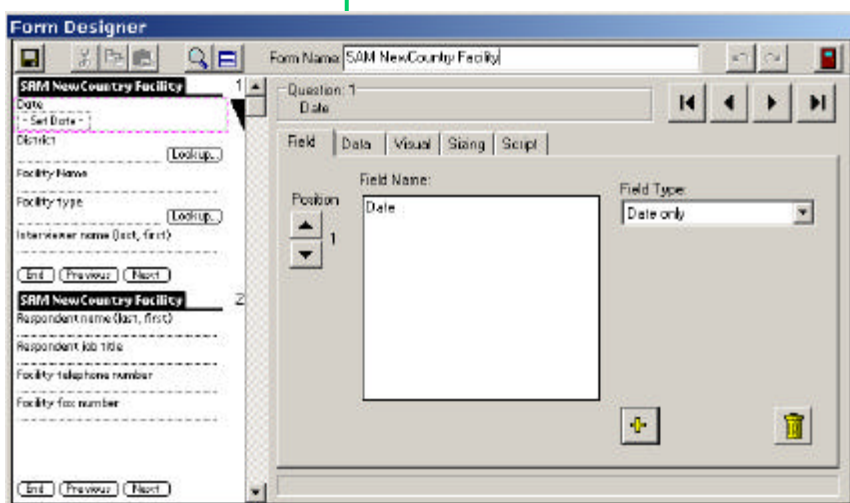 Form Designer
Form Name: SAM NewCountry Facility
SAM NewCountry Facility 1
Date
- Set Date -
District
Lookup...
Facility Name
Facility type
Lookup...
Interviewer name (last, first)
End Previous Next
SAM NewCountry Facility 2
Respondent name (last, first)
Respondent job title
Facility telephone number
Facility fax number
End Previous Next
Question: 1
Date
Field Data Visual Sizing Script
Position
1
Field Name:
Date
Field Type:
Date only